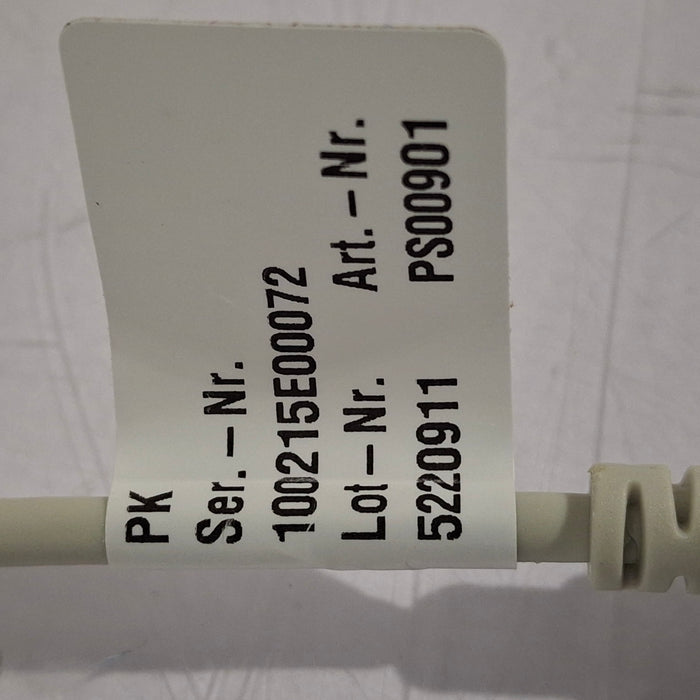 PK
Ser.-Nr.
100215E00072
Lot-Nr. Art.-Nr.
5220911 PS00901